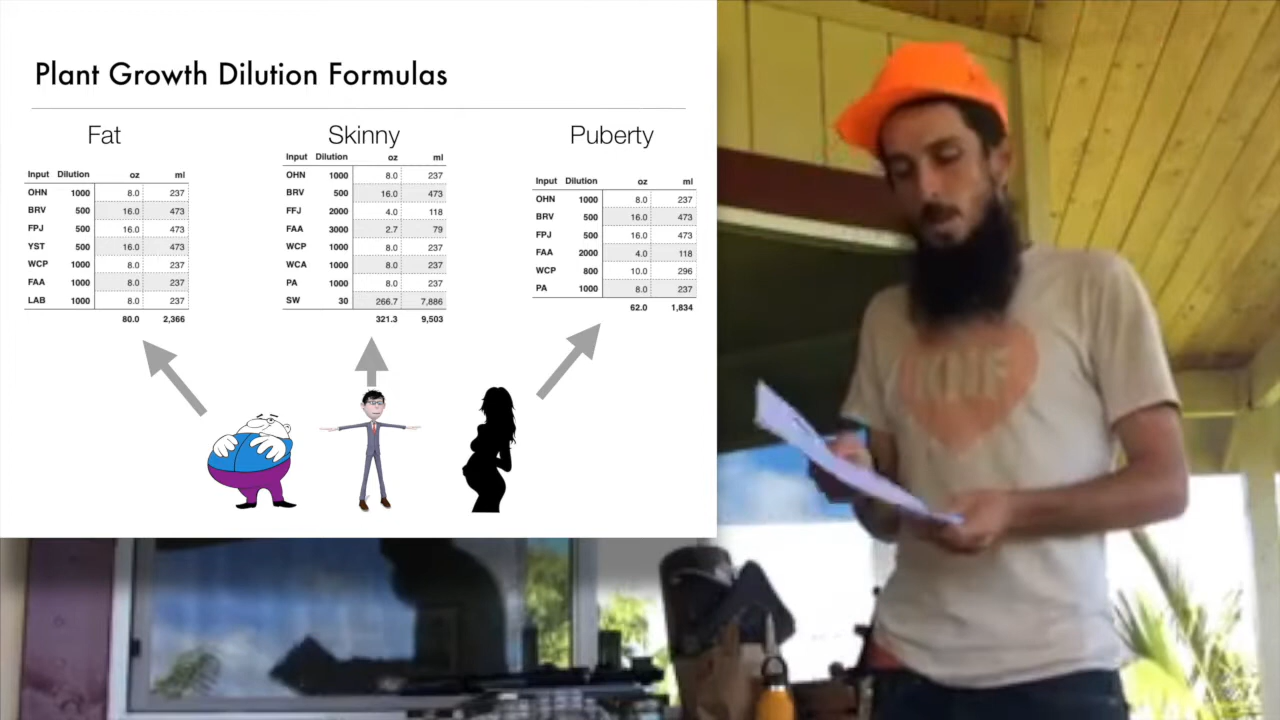 Plant Growth Dilution Formulas
Fat
Input Dilution oz ml
OHN 1000 8.0 237
BRV 500 16.0 473
FPJ 500 16.0 473
YST 500 16.0 473
WCP 1000 8.0 237
FAA 1000 8.0 237
LAB 1000 8.0 237
80.0 2,366
Skinny
Input Dilution oz ml
OHN 1000 8.0 237
BRV 500 16.0 473
FFJ 2000 4.0 118
FAA 3000 2.7 79
WCP 1000 8.0 237
WCA 1000 8.0 237
PA 1000 8.0 237
SW 30 266.7 7,886
321.3 9,503
Puberty
Input Dilution oz ml
OHN 1000 8.0 237
BRV 500 16.0 473
FPJ 500 16.0 473
FAA 2000 4.0 118
WCP 800 10.0 296
PA 1000 8.0 237
62.0 1,834